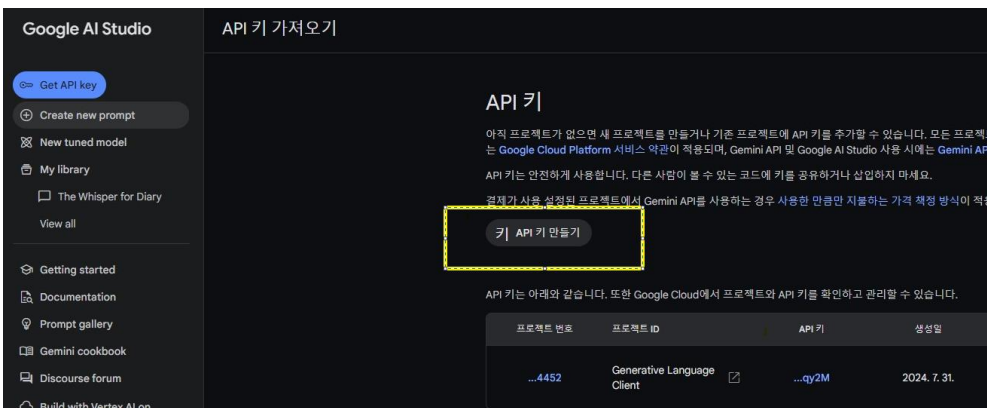 Google AI Studio
API 키 가져오기
Get API key
Create new prompt
New tuned model
My library
The Whisper for Diary
View all
Getting started
Documentation
Prompt gallery
Gemini cookbook
Discourse forum
Build with Vertex AI on
API 키
아직 프로젝트가 없으면 새 프로젝트를 만들거나 기존 프로젝트에 API 키를 추가할 수 있습니다. 모든 프로젝
는 Google Cloud Platform 서비스 약관이 적용되며, Gemini API 및 Google AI Studio 사용 시에는 Gemini AP
API 키는 안전하게 사용합니다. 다른 사람이 볼 수 있는 코드에 키를 공유하거나 삽입하지 마세요.
결제가 사용 설정된 프로젝트에서 Gemini API를 사용하는 경우 사용한 만큼만 지불하는 가격 책정 방식이 적
키 API 키 만들기
API 키는 아래와 같습니다. 또한 Google Cloud에서 프로젝트와 API 키를 확인하고 관리할 수 있습니다.
프로젝트 번호 프로젝트 ID API 키 생성일
...4452 Generative Language Client ...qy2M 2024. 7. 31.